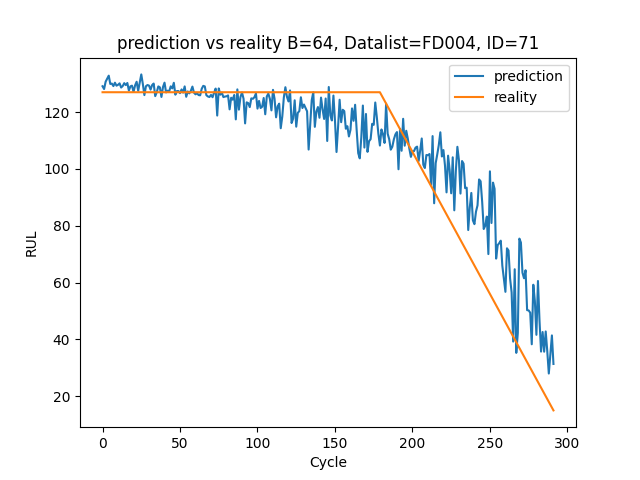 prediction vs reality B=64, Datalist=FD004, ID=71
prediction
reality
RUL
120
100
80
60
40
20
0 50 100 150 200 250 300
Cycle